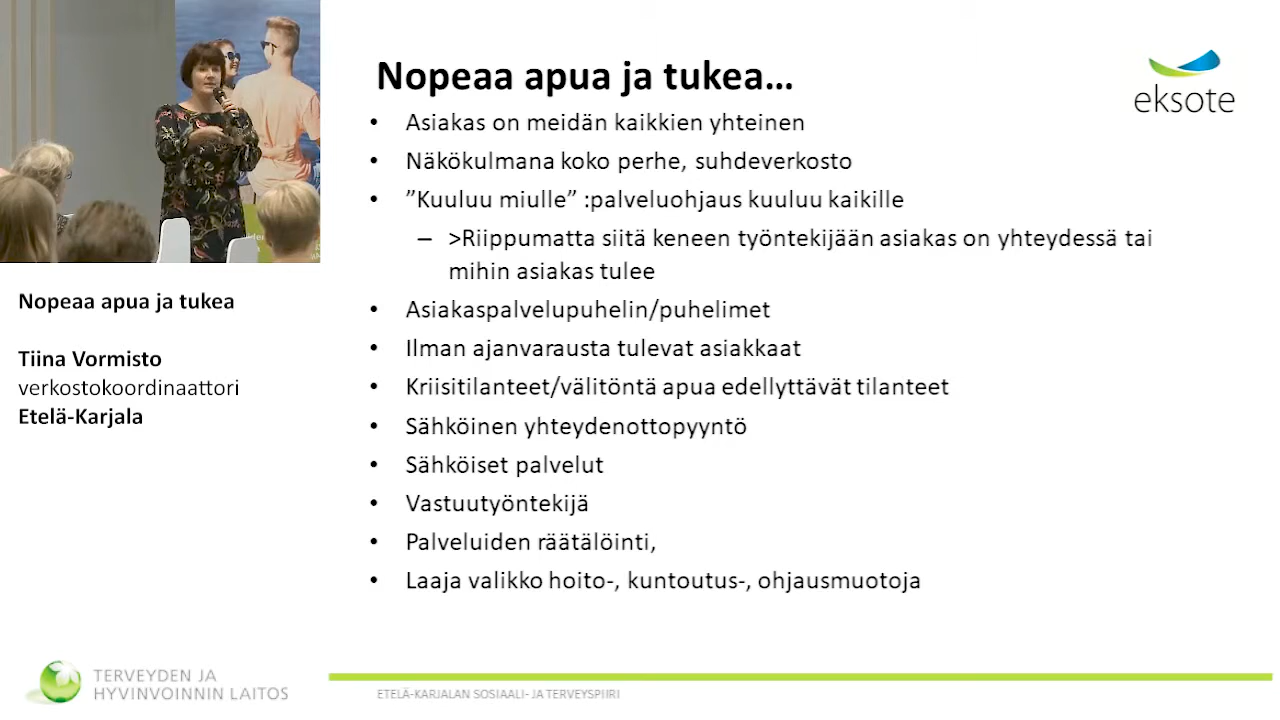 Nopeaa apua ja tukea…
eksote
• Asiakas on meidän kaikkien yhteinen
• Näkökulmana koko perhe, suhdeverkosto
• ”Kuuluu miulle” :palveluohjaus kuuluu kaikille
– >Riippumatta siitä keneen työntekijään asiakas on yhteydessä tai
mihin asiakas tulee
• Asiakaspalvelupuhelin/puhelimet
• Ilman ajanvarausta tulevat asiakkaat
• Kriisitilanteet/välitöntä apua edellyttävät tilanteet
• Sähköinen yhteydenottopyyntö
• Sähköiset palvelut
• Vastuutyöntekijä
• Palveluiden räätälöinti,
• Laaja valikko hoito-, kuntoutus-, ohjausmuotoja
Nopeaa apua ja tukea
Tiina Vormisto
verkostokoordinaattori
Etelä-Karjala
TERVEYDEN JA
HYVINVOINNIN LAITOS
ETELÄ-KARJALAN SOSIAALI- JA TERVEYSPIIRI